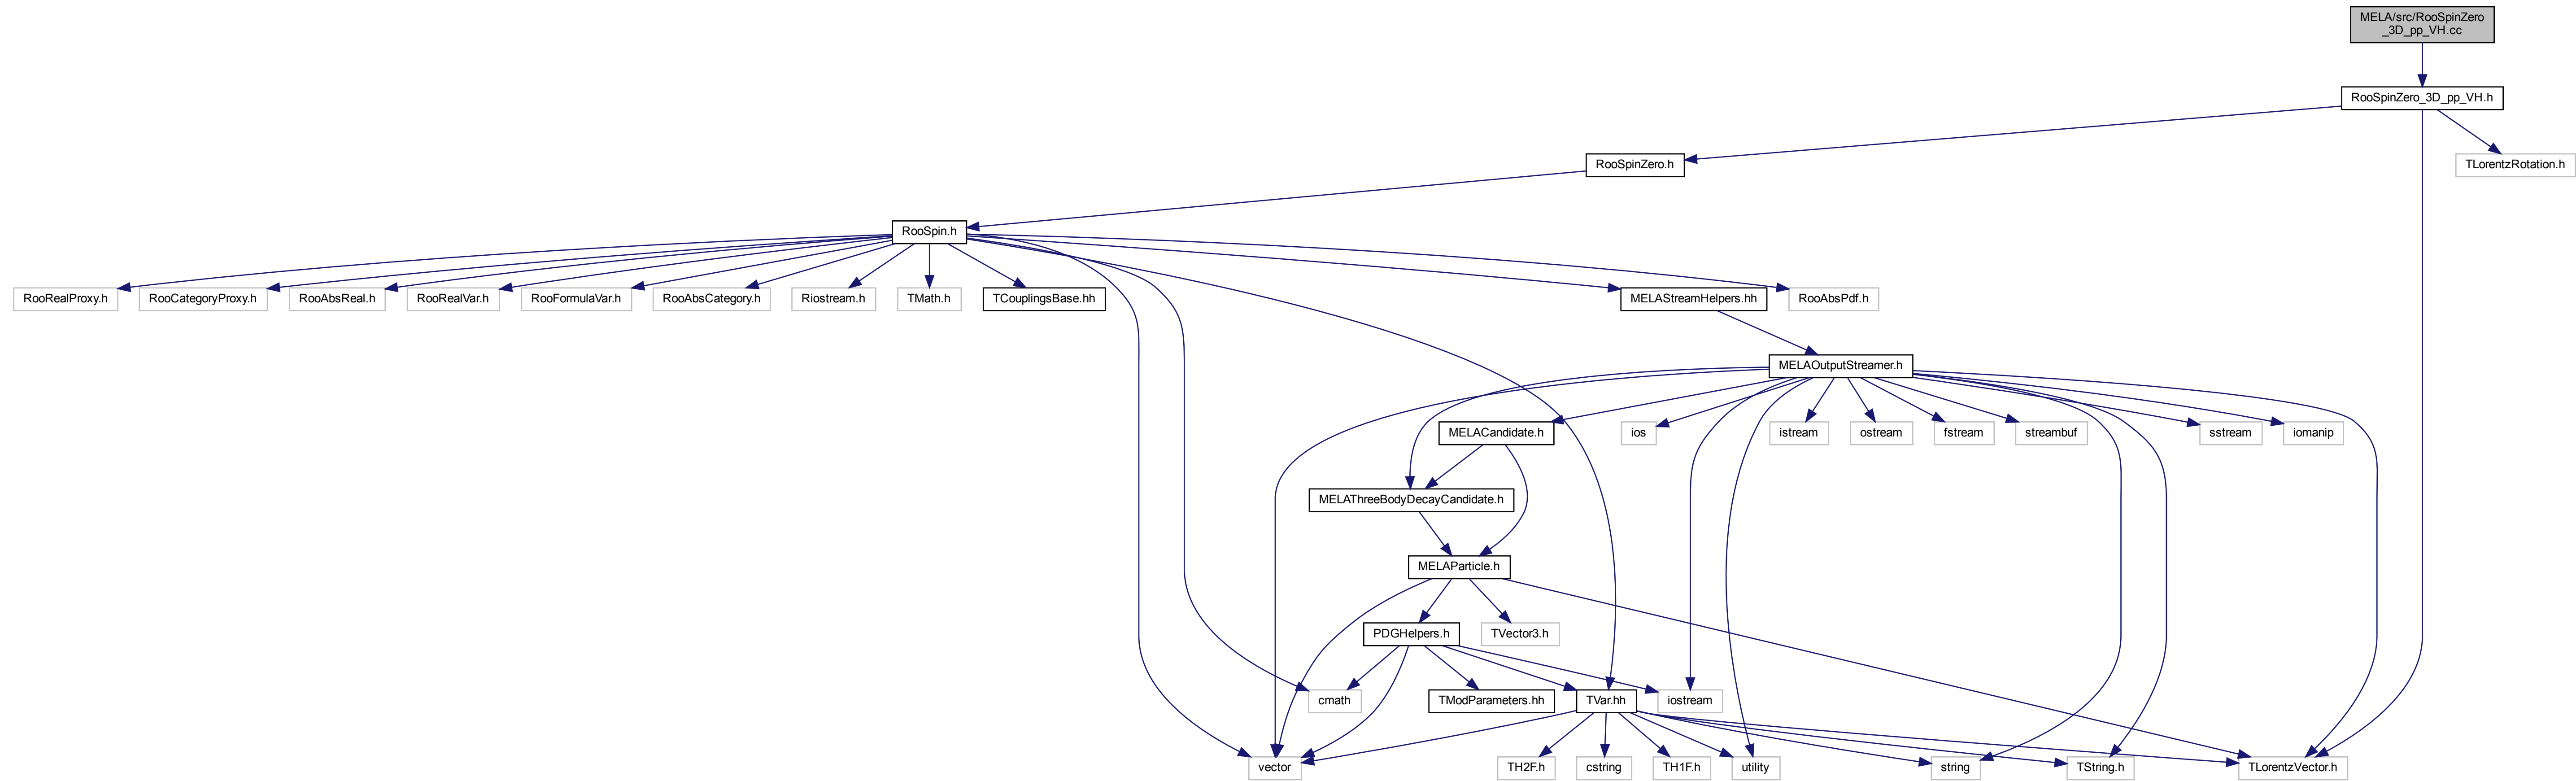 MELA/src/RooSpinZero
_3D_pp_VH.cc
RooSpinZero_3D_pp_VH.h
RooSpinZero.h
TLorentzRotation.h
RooSpin.h
RooRealProxy.h
RooCategoryProxy.h
RooAbsReal.h
RooRealVar.h
RooFormulaVar.h
RooAbsCategory.h
Riostream.h
TMath.h
TCouplingsBase.hh
MELAStreamHelpers.hh
RooAbsPdf.h
MELAOutputStreamer.h
MELACandidate.h
ios
istream
ostream
fstream
streambuf
sstream
iomanip
MELAThreeBodyDecayCandidate.h
MELAParticle.h
PDGHelpers.h
TVector3.h
cmath
TModParameters.hh
TVar.hh
iostream
vector
TH2F.h
cstring
TH1F.h
utility
string
TString.h
TLorentzVector.h